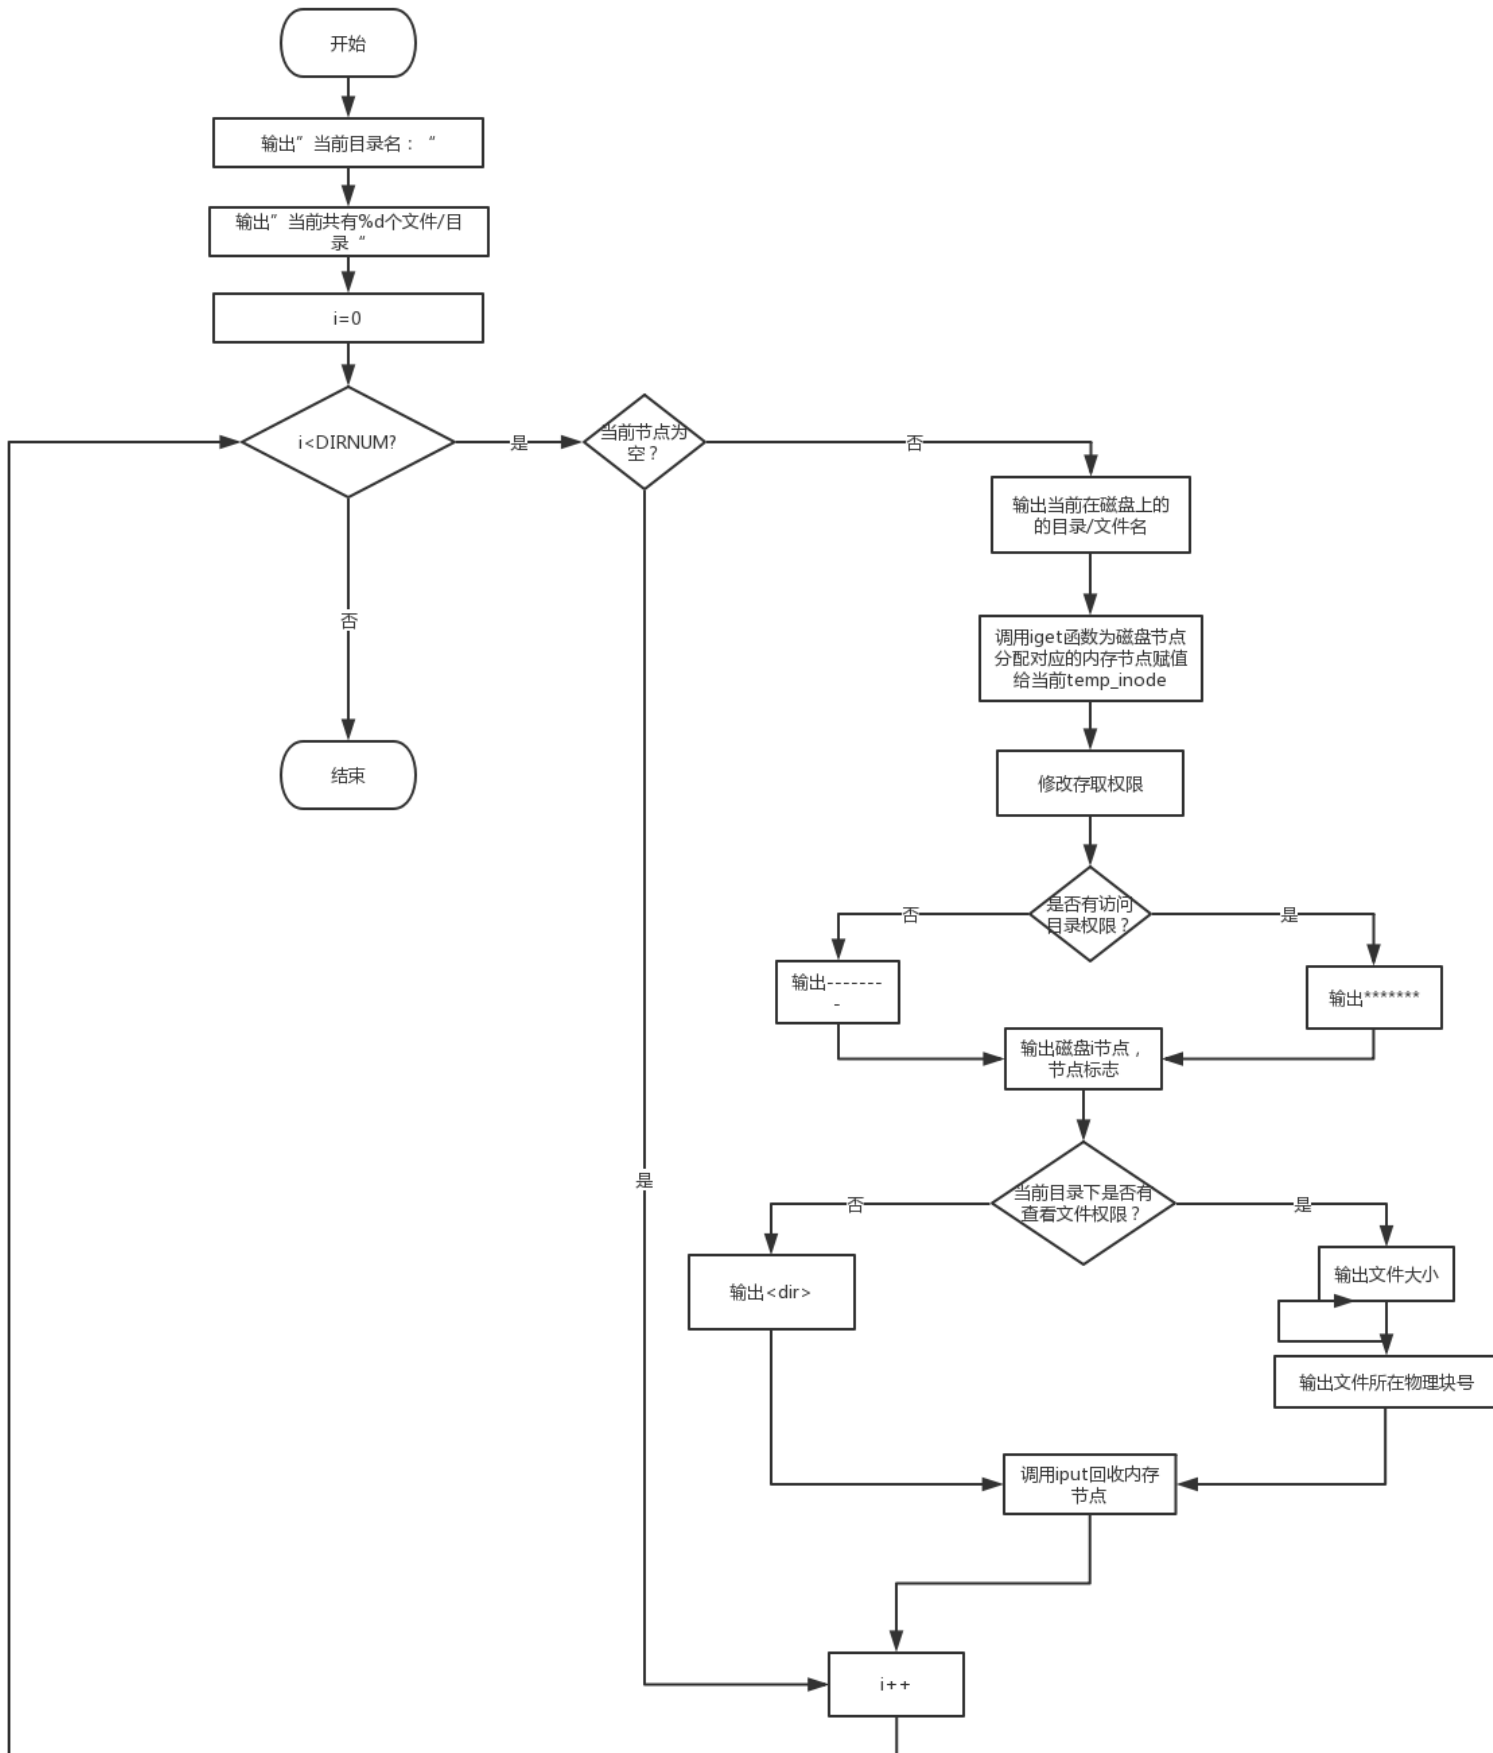 开始
输出”当前目录名：“
输出”当前共有%d个文件/目
录“
i=0
i<DIRNUM?
是
当前节点为
空？
否
输出当前在磁盘上的
的目录/文件名
否
调用iget函数为磁盘节点
分配对应的内存节点赋值
给当前temp_inode
结束
修改存取权限
是否有访问
目录权限？
否
是
输出-------
-
输出*******
输出磁盘i节点，
节点标志
是
当前目录下是否有
查看文件权限？
否
是
输出<dir>
输出文件大小
输出文件所在物理块号
调用iput回收内存
节点
i++